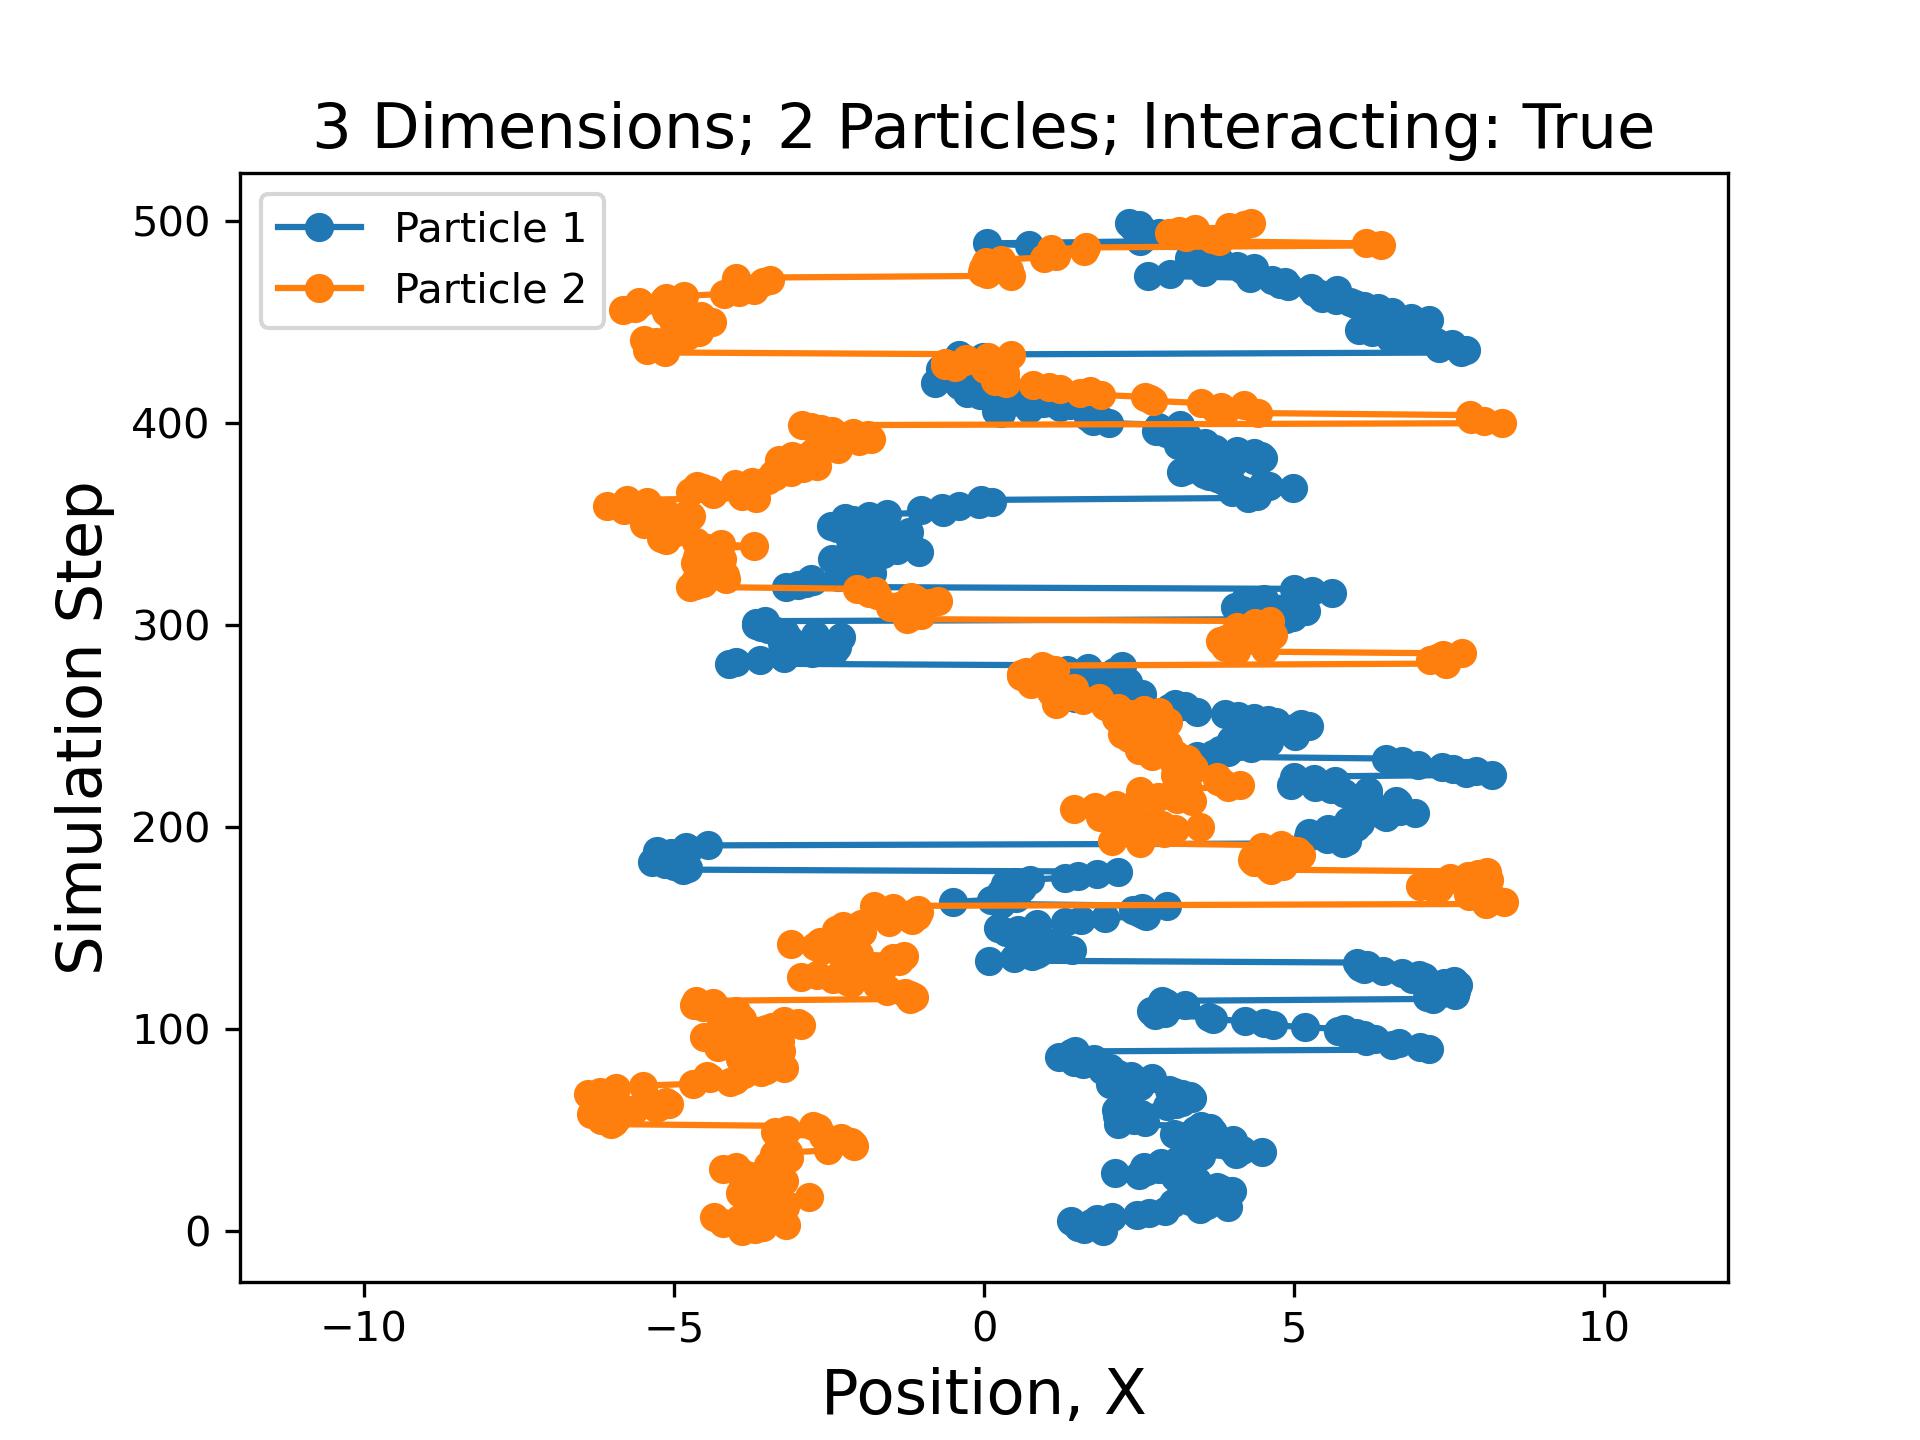 3 Dimensions; 2 Particles; Interacting: True
Particle 1
Particle 2
500
400
300
200
100
0
Simulation Step
−10
−5
0
5
10
Position, X